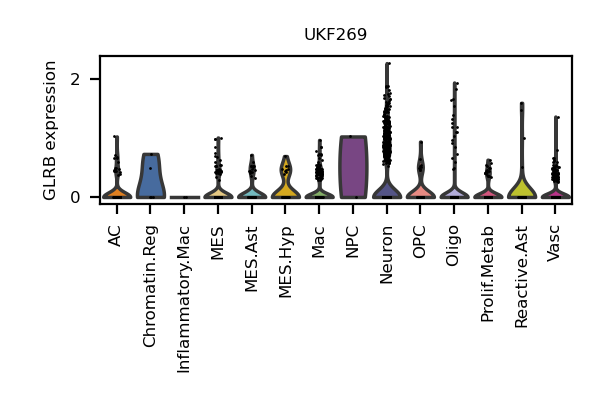 UKF269
GLRB expression
2
0
AC
Chromatin.Reg
Inflammatory.Mac
MES
MES.Ast
MES.Hyp
Mac
NPC
Neuron
OPC
Oligo
Prolif.Metab
Reactive.Ast
Vasc